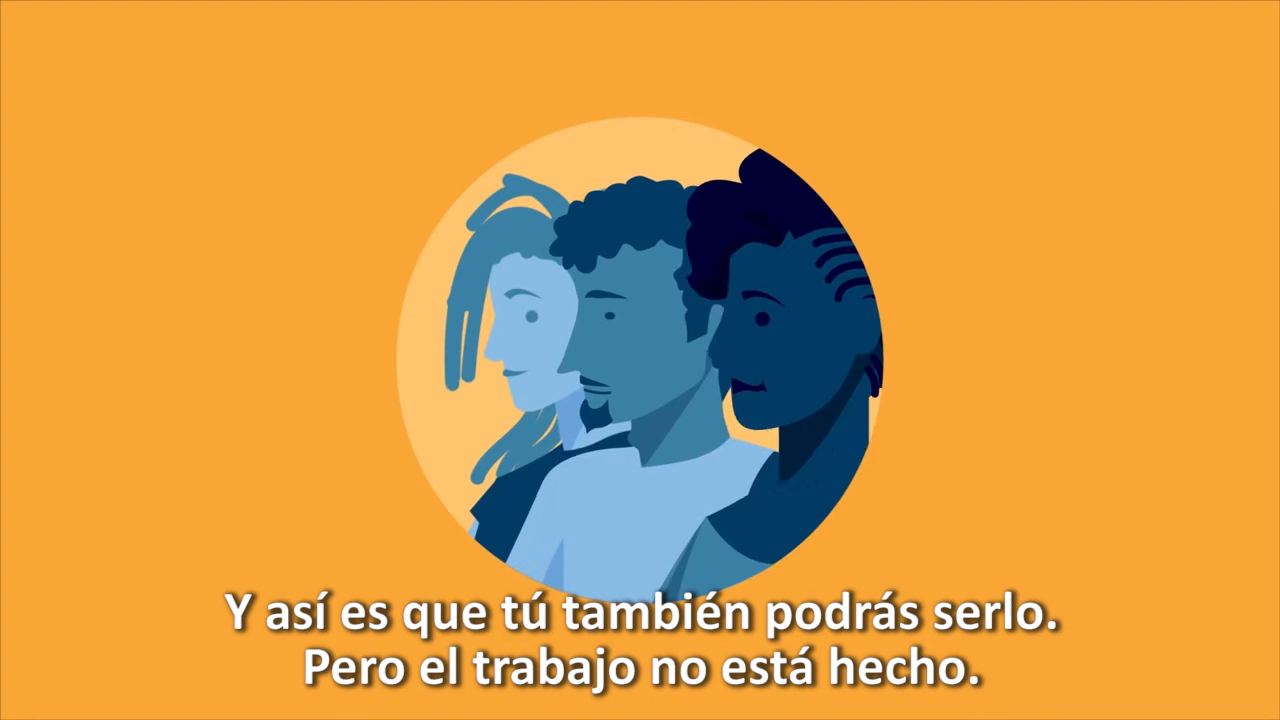 Y así es que tú también podrás serlo.
Pero el trabajo no está hecho.